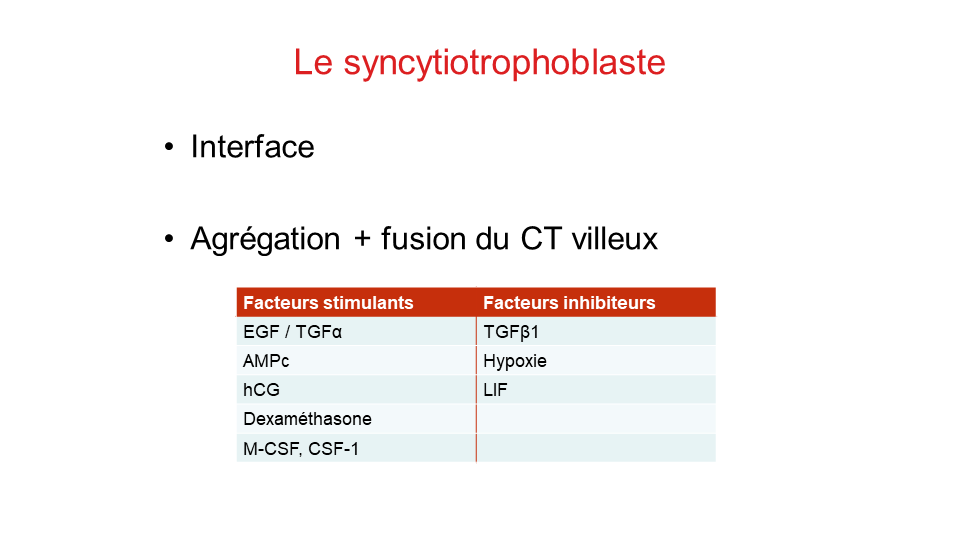 Le syncytiotrophoblaste
• Interface
• Agrégation + fusion du CT villeux
Facteurs stimulants Facteurs inhibiteurs
EGF / TGFα TGFβ1
AMPc Hypoxie
hCG LIF
Dexaméthasone
M-CSF, CSF-1